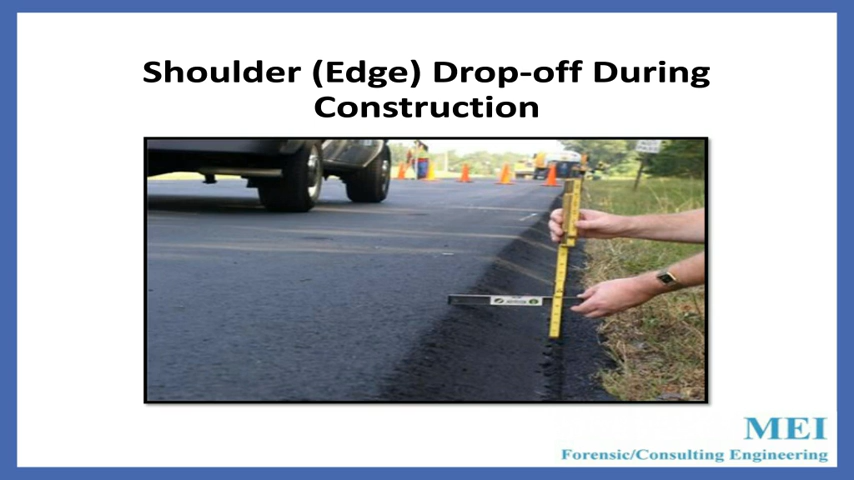 Shoulder (Edge) Drop-off During
Construction
MEI
Forensic/Consulting Engineering